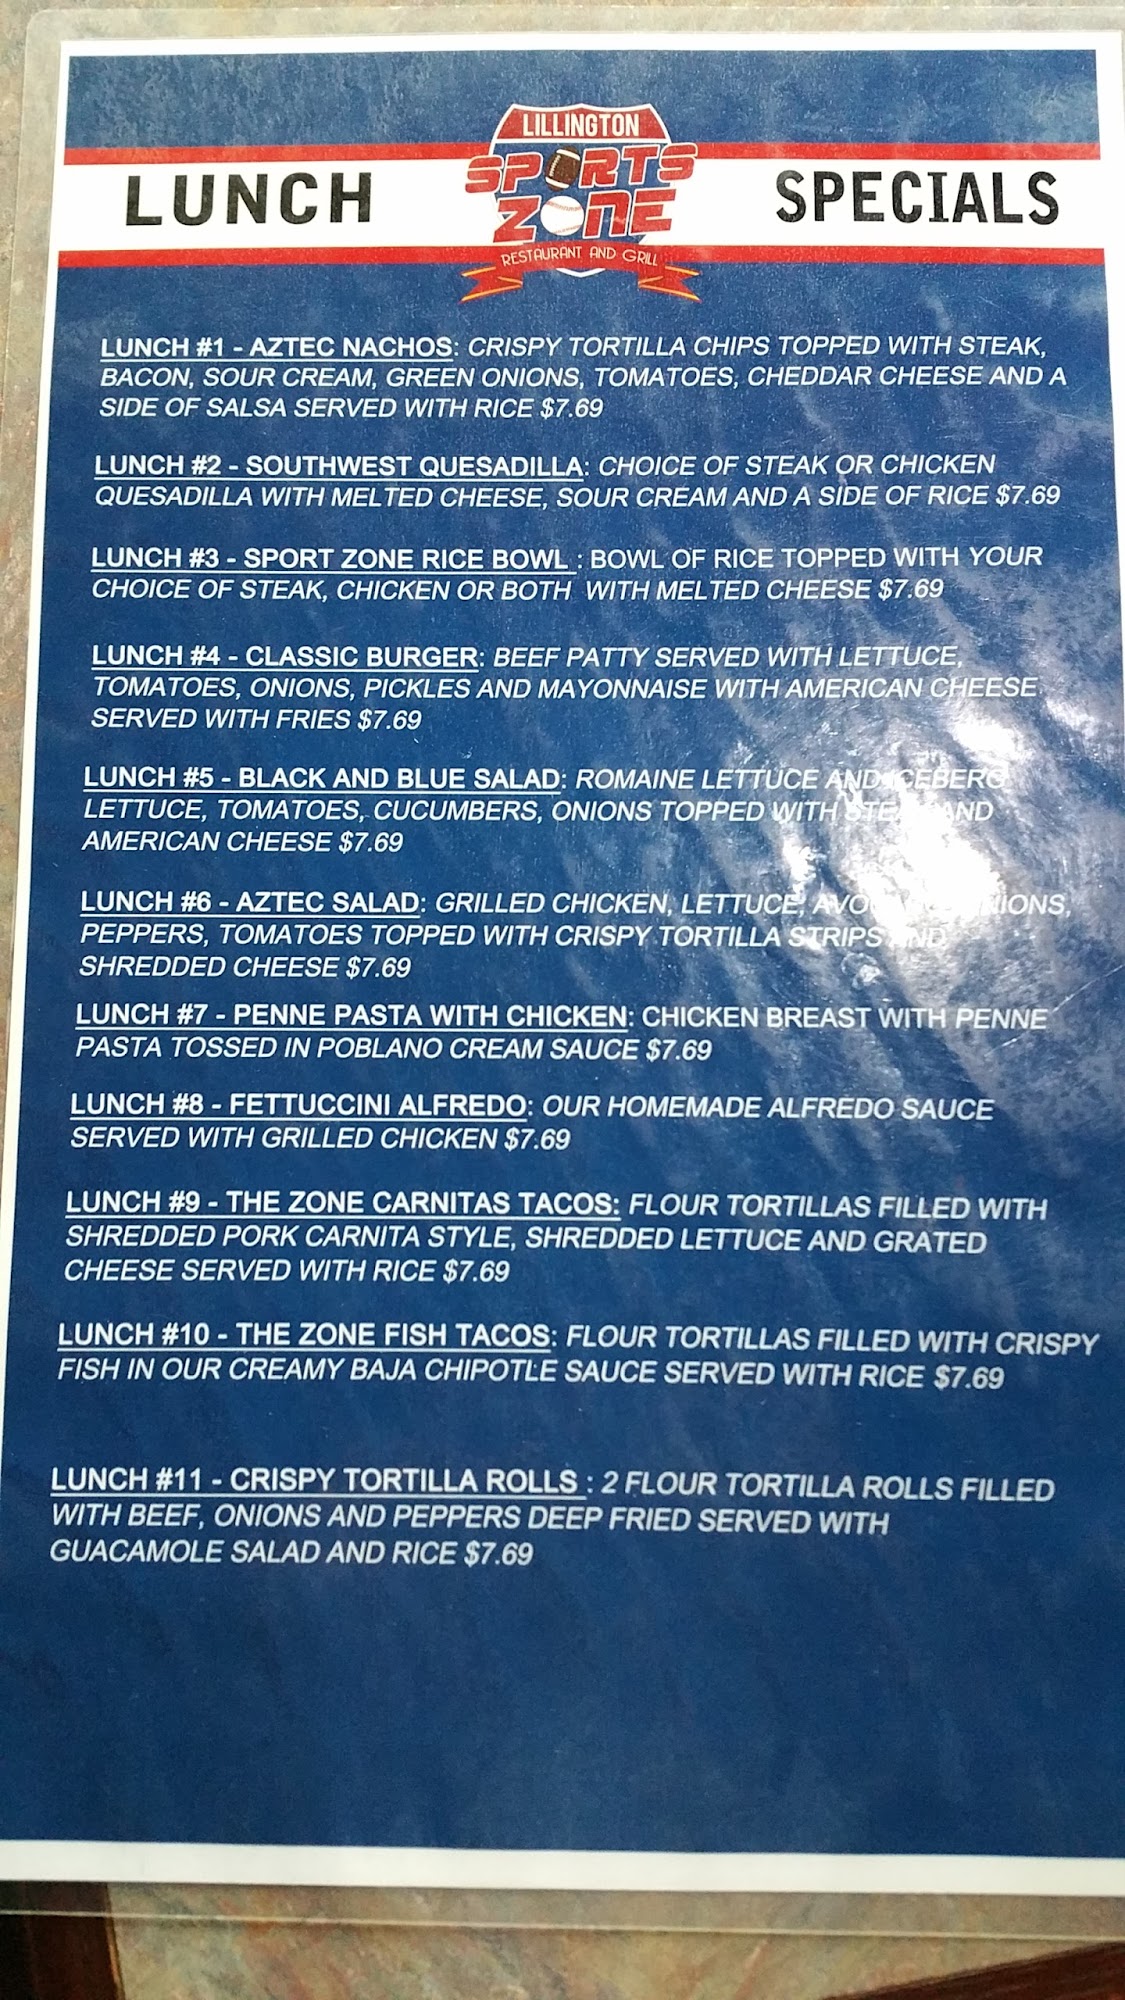 LILLINGTON
SPORTS
ZONE
RESTAURANT AND GRILL
LUNCH SPECIALS
LUNCH #1 - AZTEC NACHOS: CRISPY TORTILLA CHIPS TOPPED WITH STEAK,
BACON, SOUR CREAM, GREEN ONIONS, TOMATOES, CHEDDAR CHEESE AND A
SIDE OF SALSA SERVED WITH RICE $7.69
LUNCH #2 - SOUTHWEST QUESADILLA: CHOICE OF STEAK OR CHICKEN
QUESADILLA WITH MELTED CHEESE, SOUR CREAM AND A SIDE OF RICE $7.69
LUNCH #3 - SPORT ZONE RICE BOWL : BOWL OF RICE TOPPED WITH YOUR
CHOICE OF STEAK, CHICKEN OR BOTH WITH MELTED CHEESE $7.69
LUNCH #4 - CLASSIC BURGER: BEEF PATTY SERVED WITH LETTUCE,
TOMATOES, ONIONS, PICKLES AND MAYONNAISE WITH AMERICAN CHEESE
SERVED WITH FRIES $7.69
LUNCH #5 - BLACK AND BLUE SALAD: ROMAINE LETTUCE AND ICEBERG
LETTUCE, TOMATOES, CUCUMBERS, ONIONS TOPPED WITH STEAK AND
AMERICAN CHEESE $7.69
LUNCH #6 - AZTEC SALAD: GRILLED CHICKEN, LETTUCE, ONIONS,
PEPPERS, TOMATOES TOPPED WITH CRISPY TORTILLA STRIPS AND
SHREDDED CHEESE $7.69
LUNCH #7 - PENNE PASTA WITH CHICKEN: CHICKEN BREAST WITH PENNE
PASTA TOSSED IN POBLANO CREAM SAUCE $7.69
LUNCH #8 - FETTUCCINI ALFREDO: OUR HOMEMADE ALFREDO SAUCE
SERVED WITH GRILLED CHICKEN $7.69
LUNCH #9 - THE ZONE CARNITAS TACOS: FLOUR TORTILLAS FILLED WITH
SHREDDED PORK CARNITA STYLE, SHREDDED LETTUCE AND GRATED
CHEESE SERVED WITH RICE $7.69
LUNCH #10 - THE ZONE FISH TACOS: FLOUR TORTILLAS FILLED WITH CRISPY
FISH IN OUR CREAMY BAJA CHIPOTLE SAUCE SERVED WITH RICE $7.69
LUNCH #11 - CRISPY TORTILLA ROLLS : 2 FLOUR TORTILLA ROLLS FILLED
WITH BEEF, ONIONS AND PEPPERS DEEP FRIED SERVED WITH
GUACAMOLE SALAD AND RICE $7.69